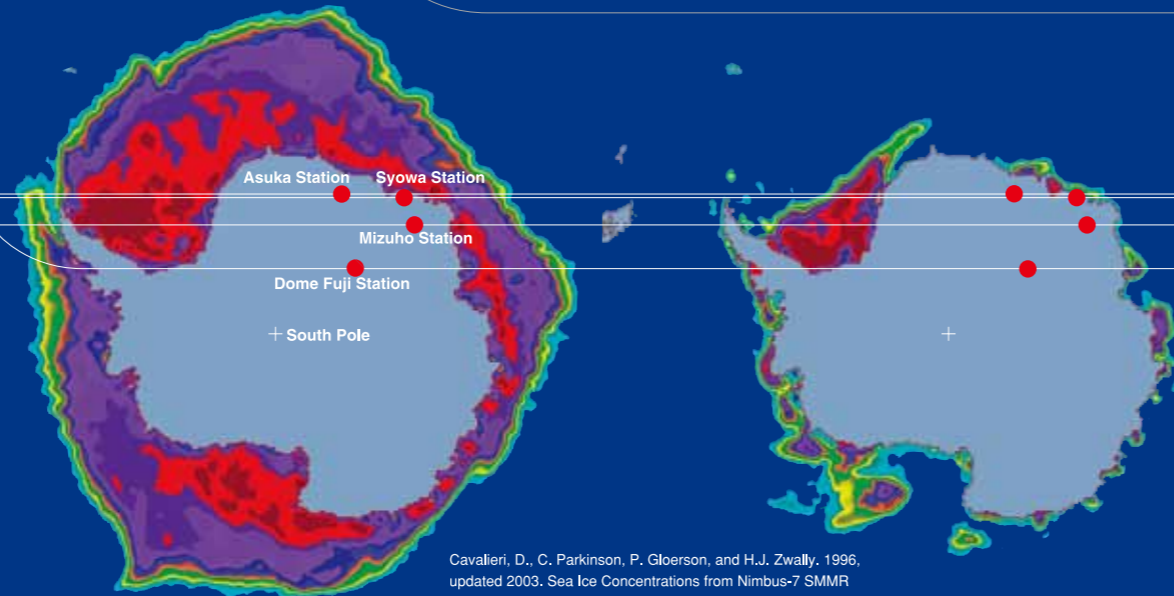 Asuka Station
Syowa Station
Mizuho Station
Dome Fuji Station
South Pole
Cavalieri, D., C. Parkinson, P. Gloerson, and H.J. Zwally. 1996,
updated 2003. Sea Ice Concentrations from Nimbus-7 SMMR